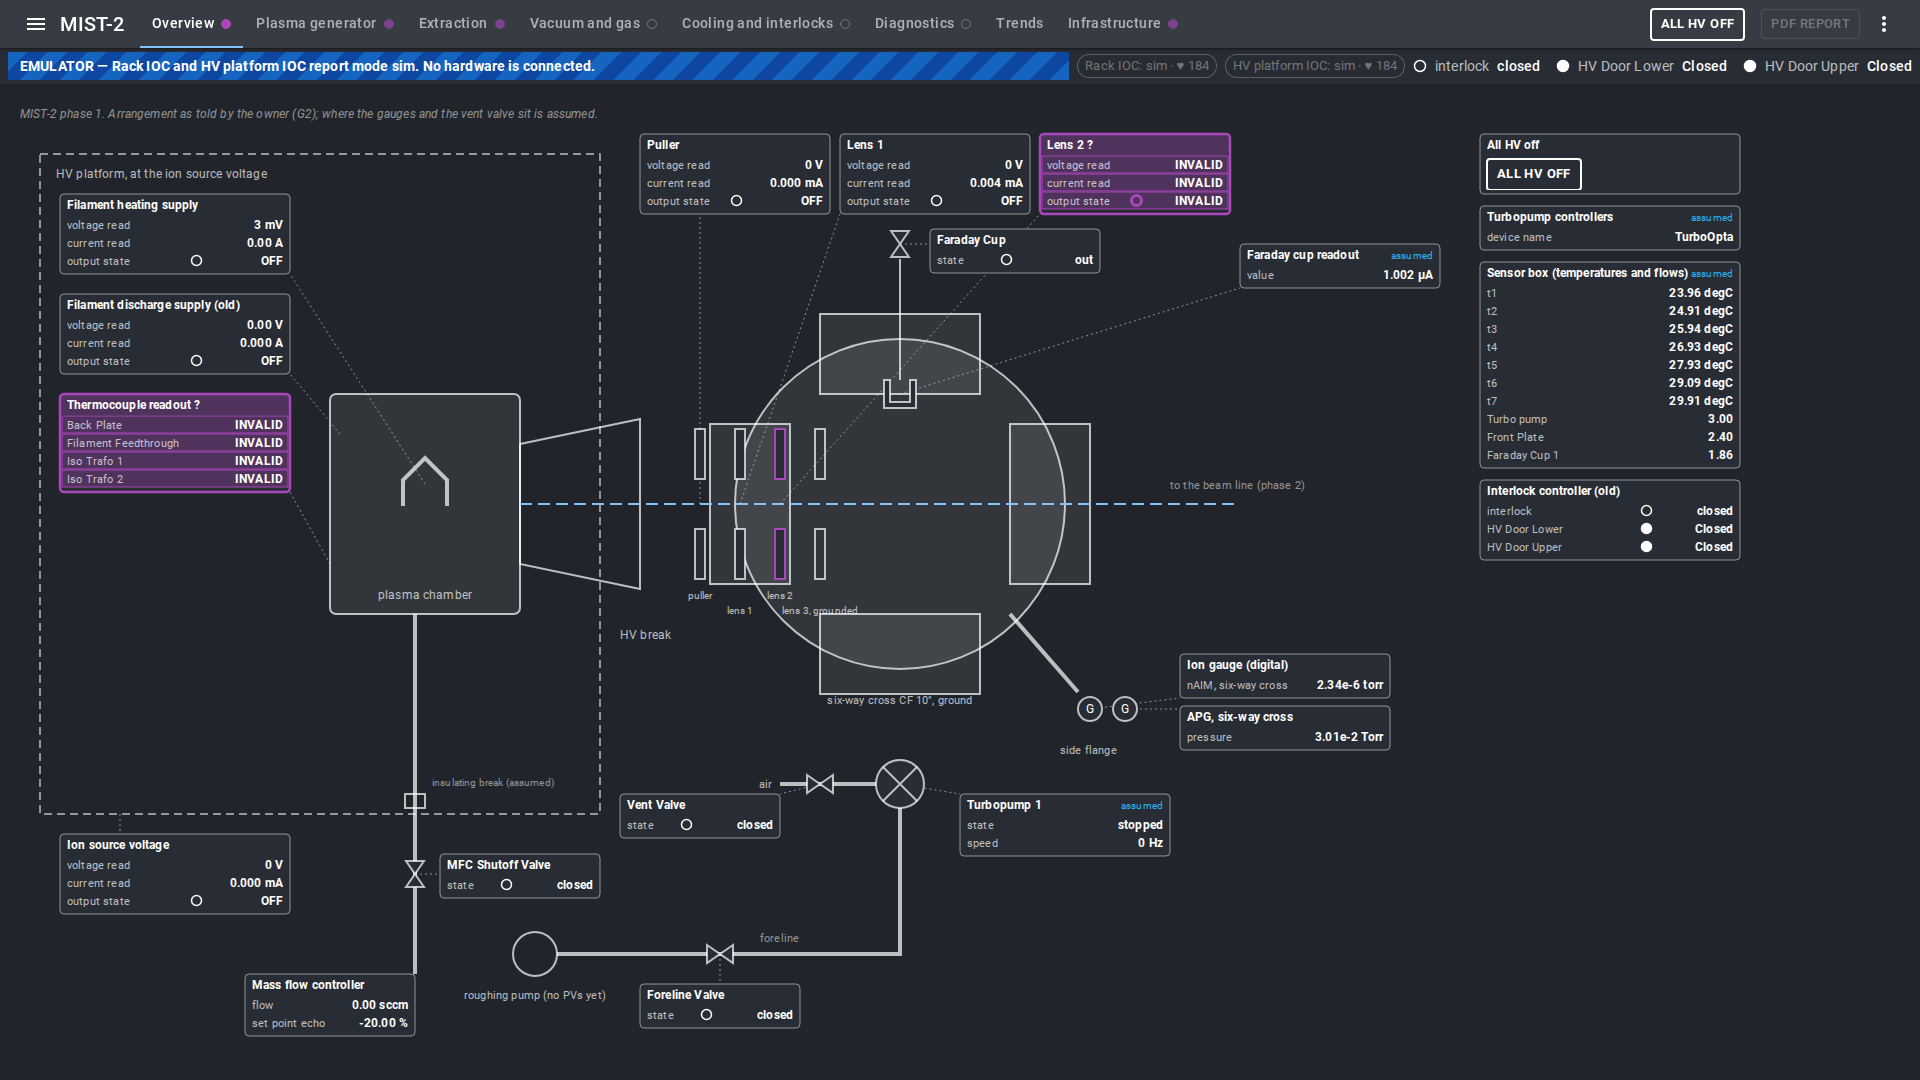 MIST-2
Overview
Plasma generator
Extraction
Vacuum and gas
Cooling and interlocks
Diagnostics
Trends
Infrastructure
ALL HV OFF
PDF REPORT
EMULATOR — Rack IOC and HV platform IOC report mode sim. No hardware is connected.
Rack IOC: sim · ♥ 184
HV platform IOC: sim · ♥ 184
interlock closed
HV Door Lower Closed
HV Door Upper Closed
MIST-2 phase 1. Arrangement as told by the owner (G2); where the gauges and the vent valve sit is assumed.
HV platform, at the ion source voltage
Filament heating supply
voltage read 3 mV
current read 0.00 A
output state OFF
Filament discharge supply (old)
voltage read 0.00 V
current read 0.000 A
output state OFF
Thermocouple readout ?
Back Plate INVALID
Filament Feedthrough INVALID
Iso Trafo 1 INVALID
Iso Trafo 2 INVALID
plasma chamber
insulating break (assumed)
Ion source voltage
voltage read 0 V
current read 0.000 mA
output state OFF
MFC Shutoff Valve
state closed
Mass flow controller
flow 0.00 sccm
set point echo -20.00 %
Puller
voltage read 0 V
current read 0.000 mA
output state OFF
Lens 1
voltage read 0 V
current read 0.004 mA
output state OFF
Lens 2 ?
voltage read INVALID
current read INVALID
output state INVALID
Faraday Cup
state out
Faraday cup readout assumed
value 1.002 µA
to the beam line (phase 2)
puller
lens 2
lens 1
lens 3, grounded
HV break
six-way cross CF 10", ground
Ion gauge (digital)
nAIM, six-way cross 2.34e-6 torr
G
G
APG, six-way cross
pressure 3.01e-2 Torr
side flange
air
Vent Valve
state closed
Turbopump 1 assumed
state stopped
speed 0 Hz
foreline
roughing pump (no PVs yet)
Foreline Valve
state closed
All HV off
ALL HV OFF
Turbopump controllers assumed
device name TurboOpta
Sensor box (temperatures and flows) assumed
t1 23.96 degC
t2 24.91 degC
t3 25.94 degC
t4 26.93 degC
t5 27.93 degC
t6 29.09 degC
t7 29.91 degC
Turbo pump 3.00
Front Plate 2.40
Faraday Cup 1 1.86
Interlock controller (old)
interlock closed
HV Door Lower Closed
HV Door Upper Closed